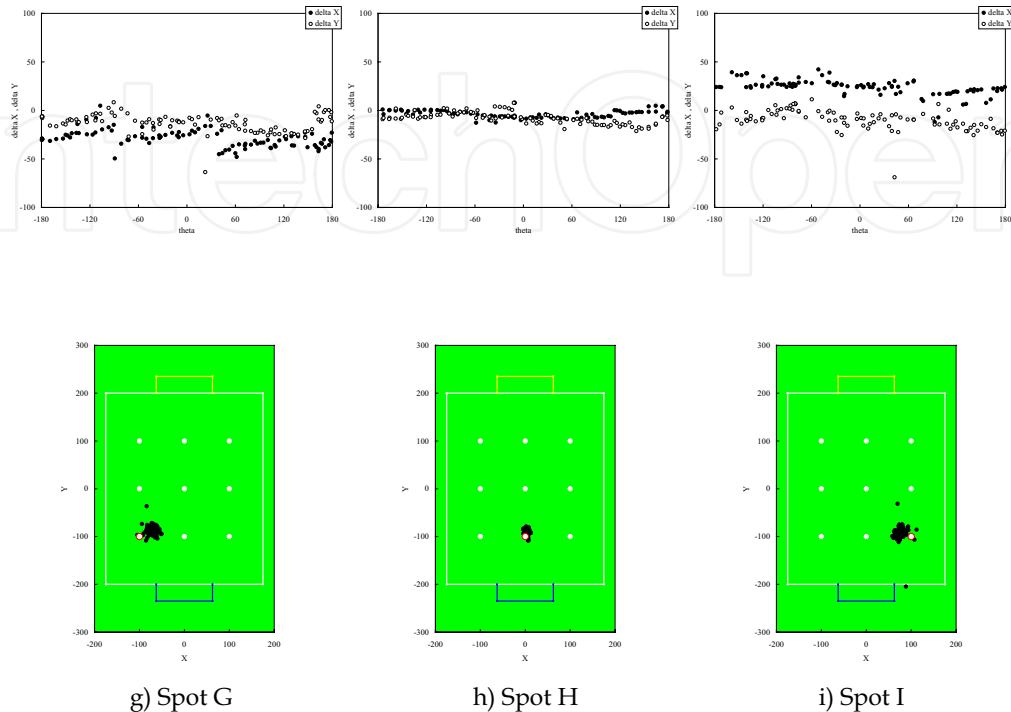 delta X
delta Y
100
50
0
-50
-100
delta X , delta Y
-180 -120 -60 0 60 120 180
theta
delta X
delta Y
100
50
0
-50
-100
delta X , delta Y
-180 -120 -60 0 60 120 180
theta
delta X
delta Y
100
50
0
-50
-100
delta X , delta Y
-180 -120 -60 0 60 120 180
theta
300
200
100
0
-100
-200
-300
Y
-200 -100 0 100 200
X
g) Spot G
300
200
100
0
-100
-200
-300
Y
-200 -100 0 100 200
X
h) Spot H
300
200
100
0
-100
-200
-300
Y
-200 -100 0 100 200
X
i) Spot I
ntechOpen